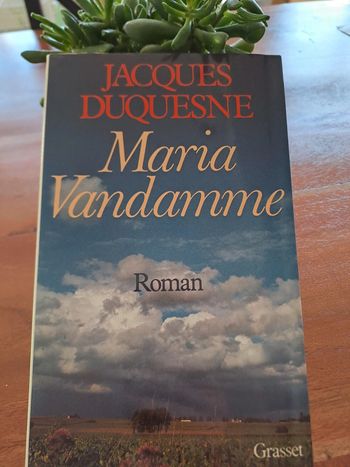 JACQUES
DUQUESNE
Maria
Vandamme
Roman
Grasset